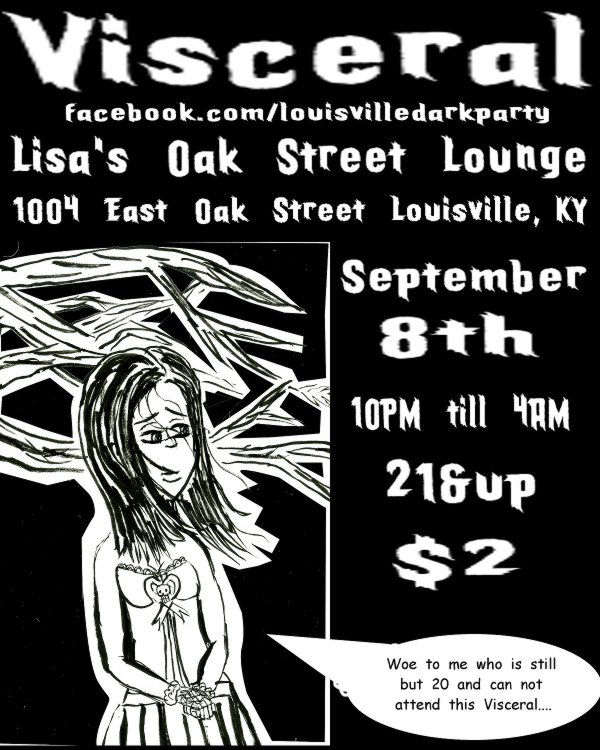 Visceral
facebook.com/louisvilledarkparty
Lisa's Oak Street Lounge
1004 East Oak Street Louisville, KY
September
8th
10PM till 4AM
21&up
$2
Woe to me who is still
but 20 and can not
attend this Visceral....